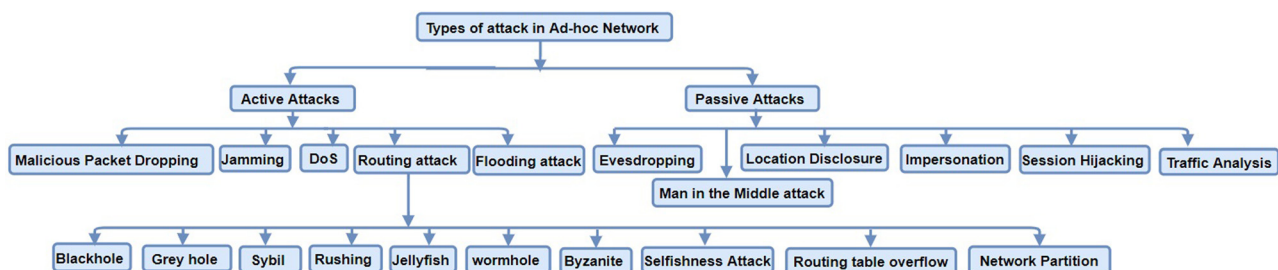 Types of attack in Ad-hoc Network
Active Attacks
Passive Attacks
Malicious Packet Dropping
Jamming
DoS
Routing attack
Flooding attack
Evesdropping
Man in the Middle attack
Location Disclosure
Impersonation
Session Hijacking
Traffic Analysis
Blackhole
Grey hole
Sybil
Rushing
Jellyfish
wormhole
Byzanite
Selfishness Attack
Routing table overflow
Network Partition